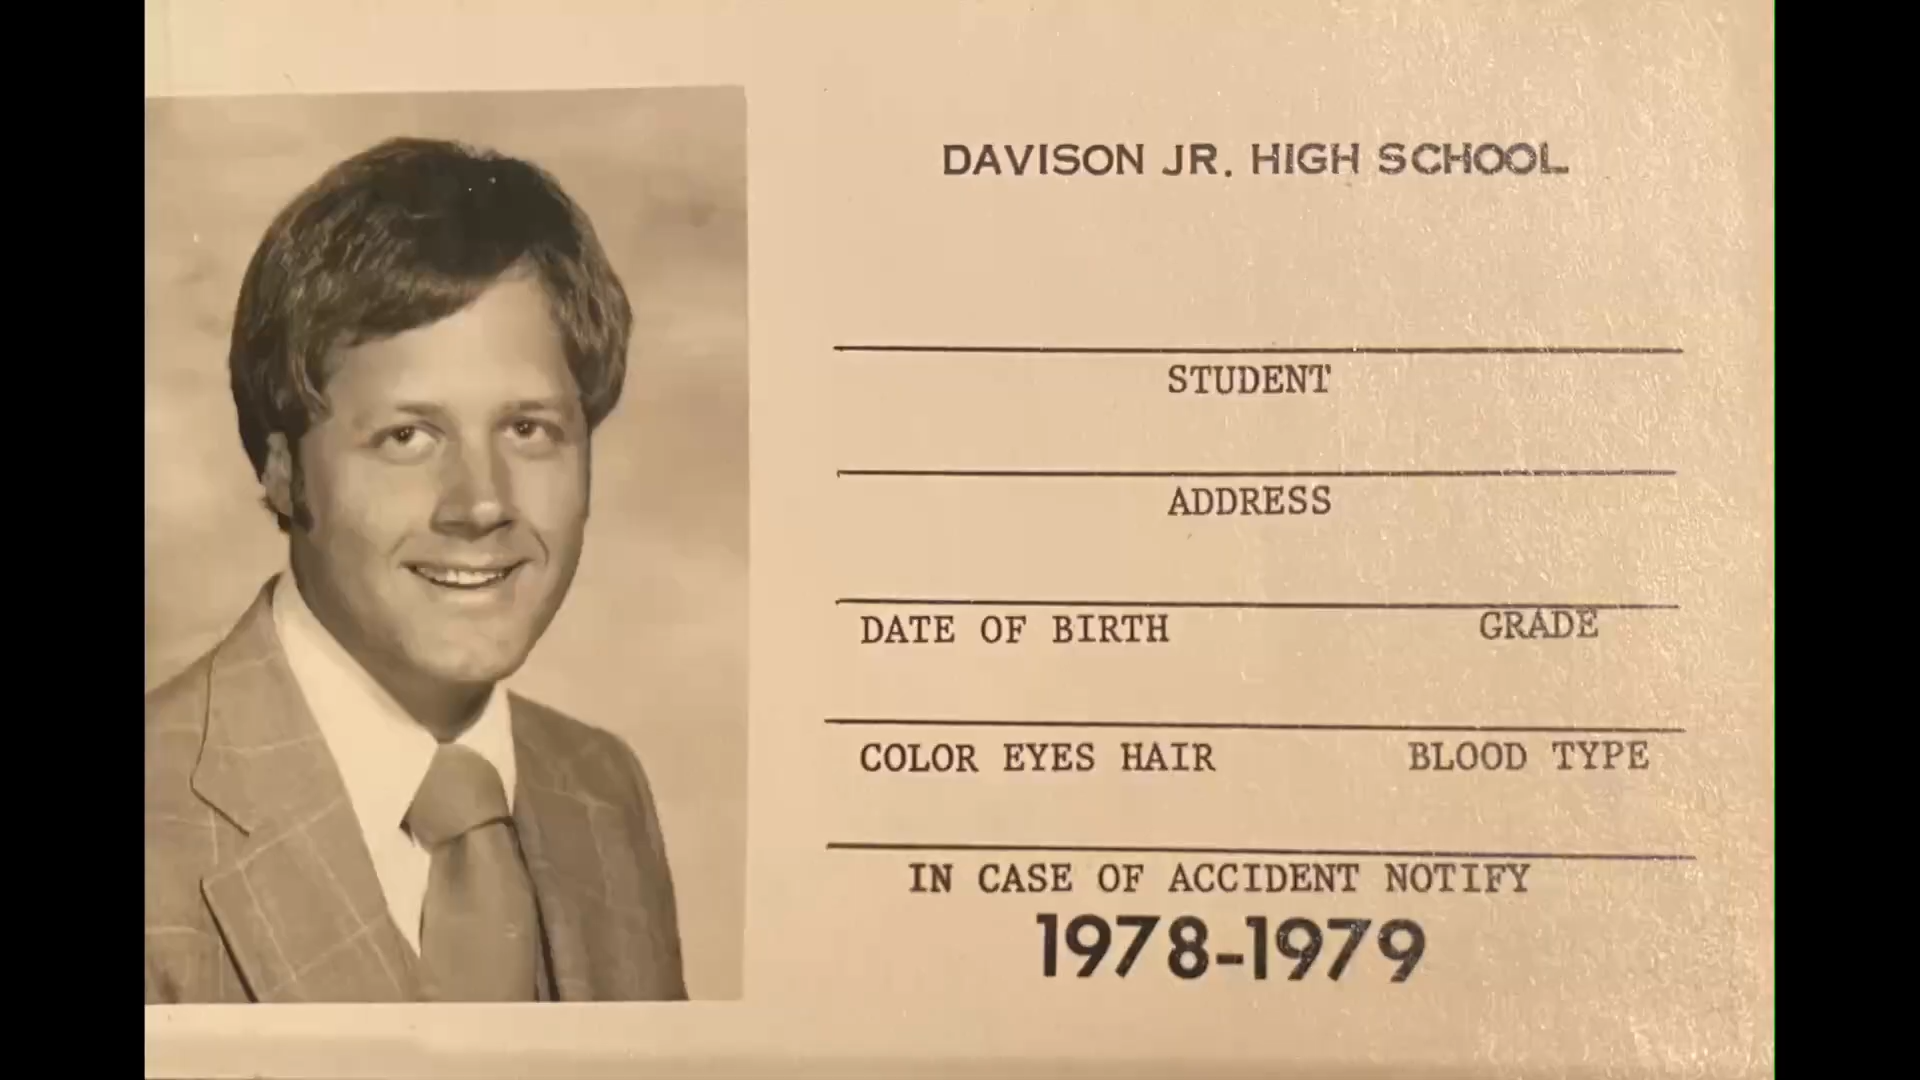 DAVISON JR. HIGH SCHOOL
STUDENT
ADDRESS
DATE OF BIRTH GRADE
COLOR EYES HAIR BLOOD TYPE
IN CASE OF ACCIDENT NOTIFY
1978-1979